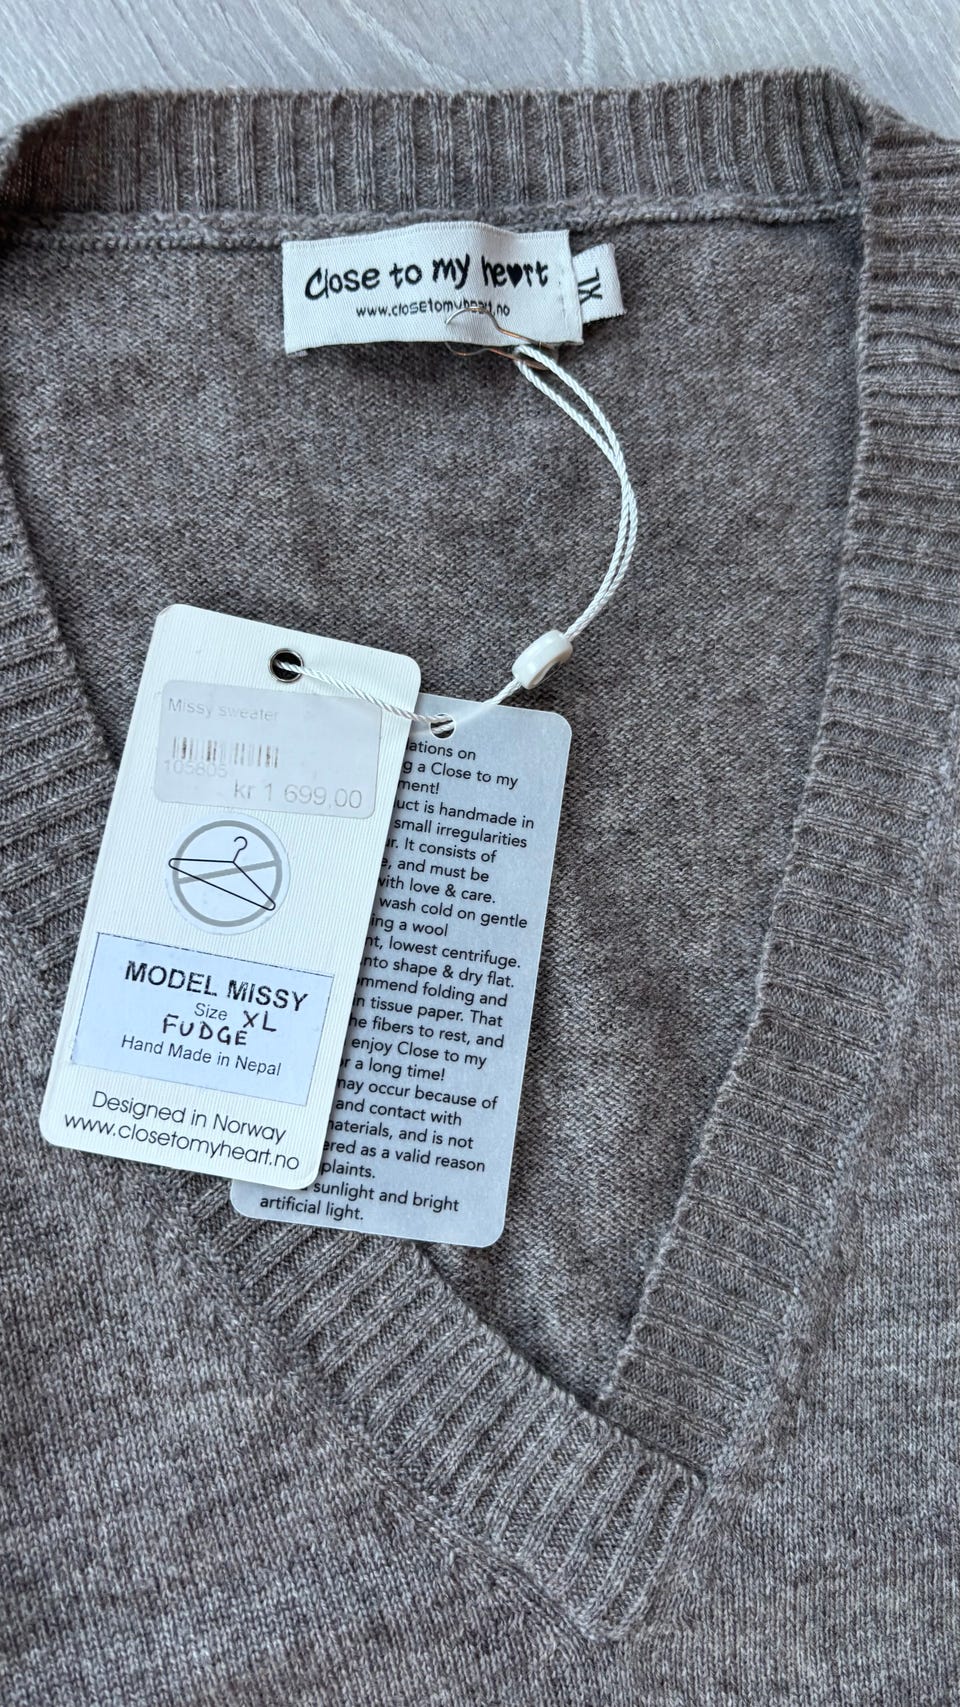 Close to my heart
www.closetomyheart.no
XL
Missy sweater
105805
kr 1 699,00
MODEL MISSY
Size XL
FUDGE
Hand Made in Nepal
Designed in Norway
www.closetomyheart.no
lations on
g a Close to my
ment!
uct is handmade in
small irregularities
ur. It consists of
e, and must be
with love & care.
wash cold on gentle
ing a wool
nt, lowest centrifuge.
nto shape & dry flat.
mmend folding and
n tissue paper. That
he fibers to rest, and
enjoy Close to my
r a long time!
may occur because of
and contact with
materials, and is not
ered as a valid reason
plaints.
sunlight and bright
artificial light.